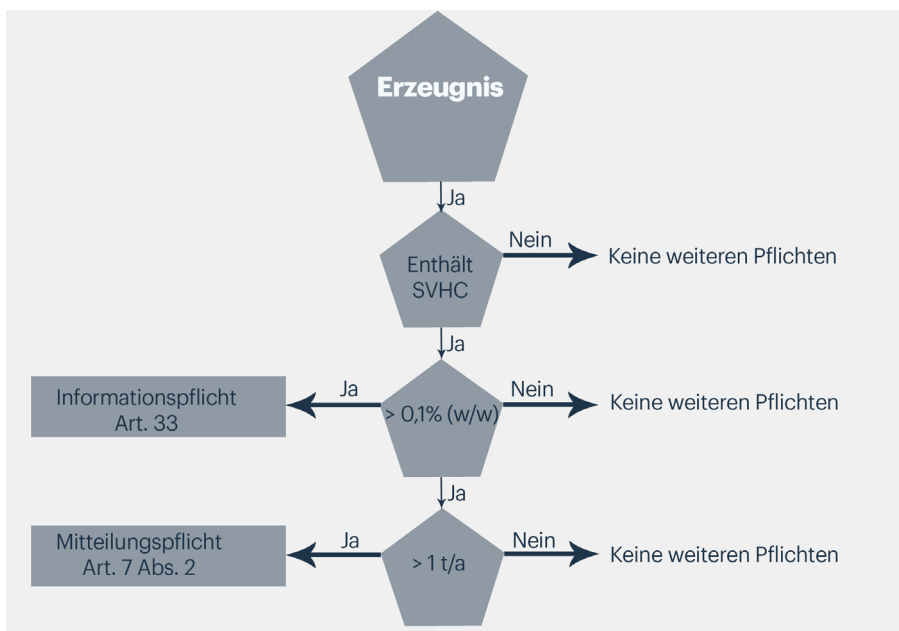 Erzeugnis
Ja
Enthält
SVHC
Nein
Keine weiteren Pflichten
Ja
Informationspflicht
Art. 33
Ja
> 0,1% (w/w)
Nein
Keine weiteren Pflichten
Ja
Mitteilungspflicht
Art. 7 Abs. 2
Ja
> 1 t/a
Nein
Keine weiteren Pflichten